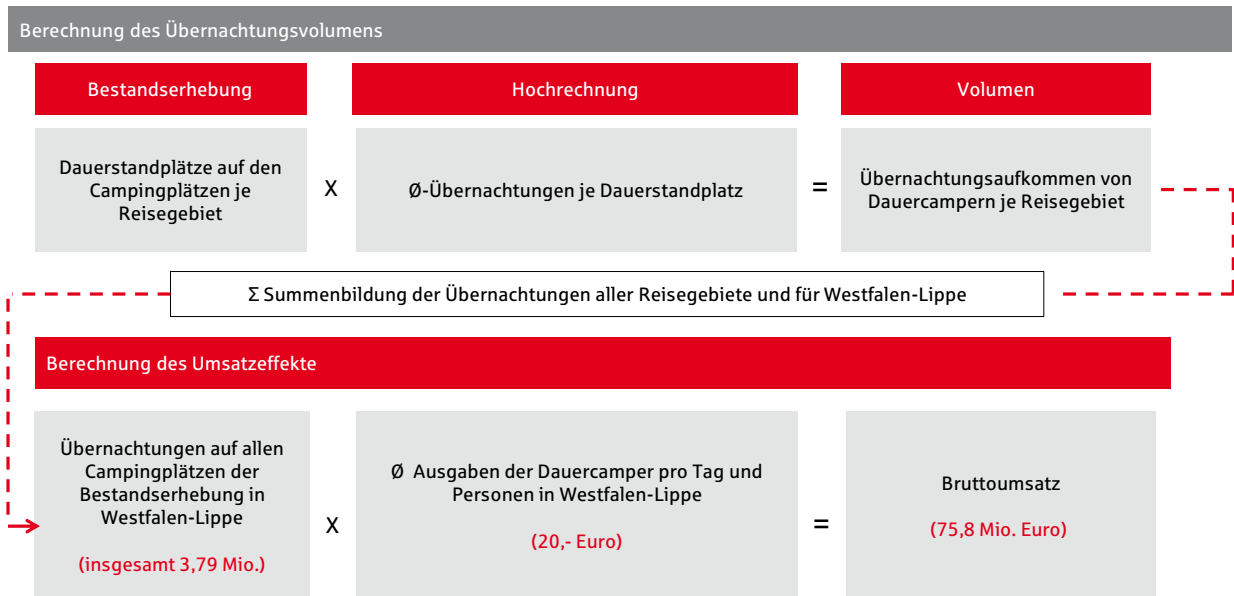 Berechnung des Übernachtungsvolumens
Bestandserhebung
Hochrechnung
Volumen
Dauerstandplätze auf den
Campingplätzen je
Reisegebiet
X
Ø-Übernachtungen je Dauerstandplatz
=
Übernachtungsaufkommen von
Dauercampern je Reisegebiet
Σ Summenbildung der Übernachtungen aller Reisegebiete und für Westfalen-Lippe
Berechnung des Umsatzeffekte
Übernachtungen auf allen
Campingplätzen der
Bestandserhebung in
Westfalen-Lippe
(insgesamt 3,79 Mio.)
X
Ø Ausgaben der Dauercamper pro Tag und
Personen in Westfalen-Lippe
(20,- Euro)
=
Bruttoumsatz
(75,8 Mio. Euro)